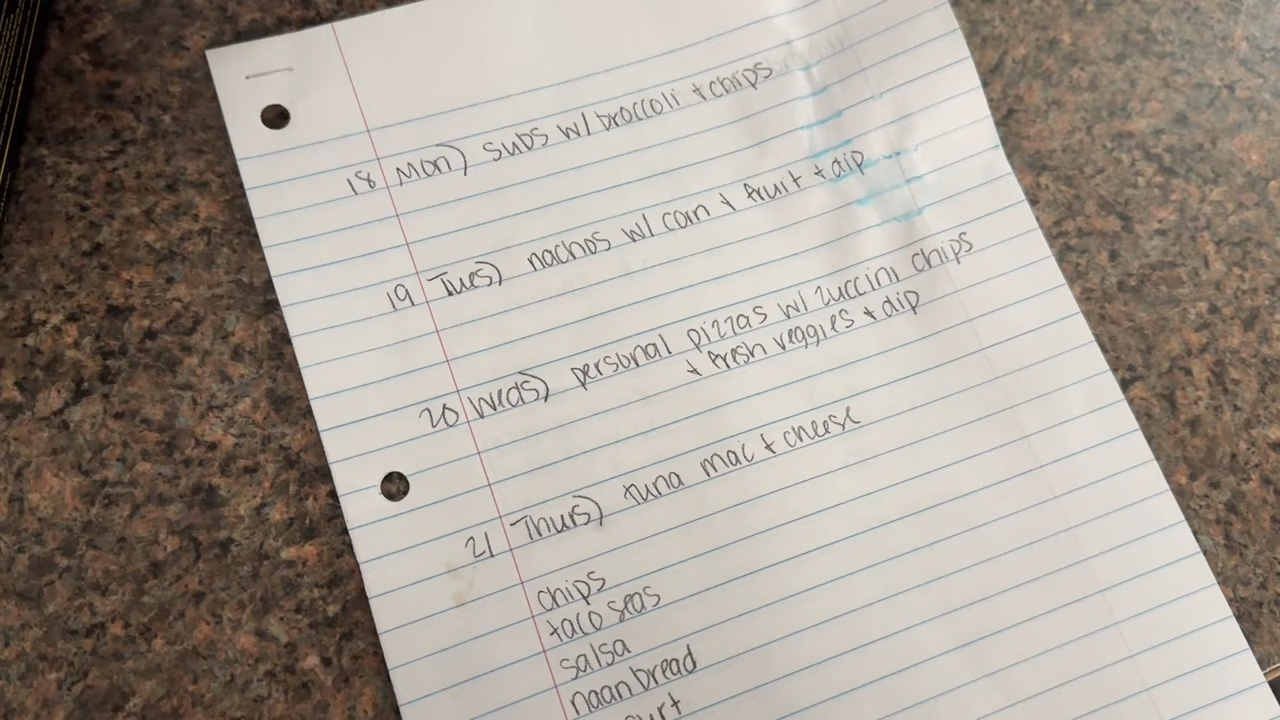 18 Mon) subs w/ broccoli + chips
19 Tues) nachos w/ corn + fruit + dip
20 Weds) personal pizzas w/ zuccini chips
+ fresh veggies + dip
21 Thurs) tuna mac + cheese
chips
taco seas
salsa
naan bread